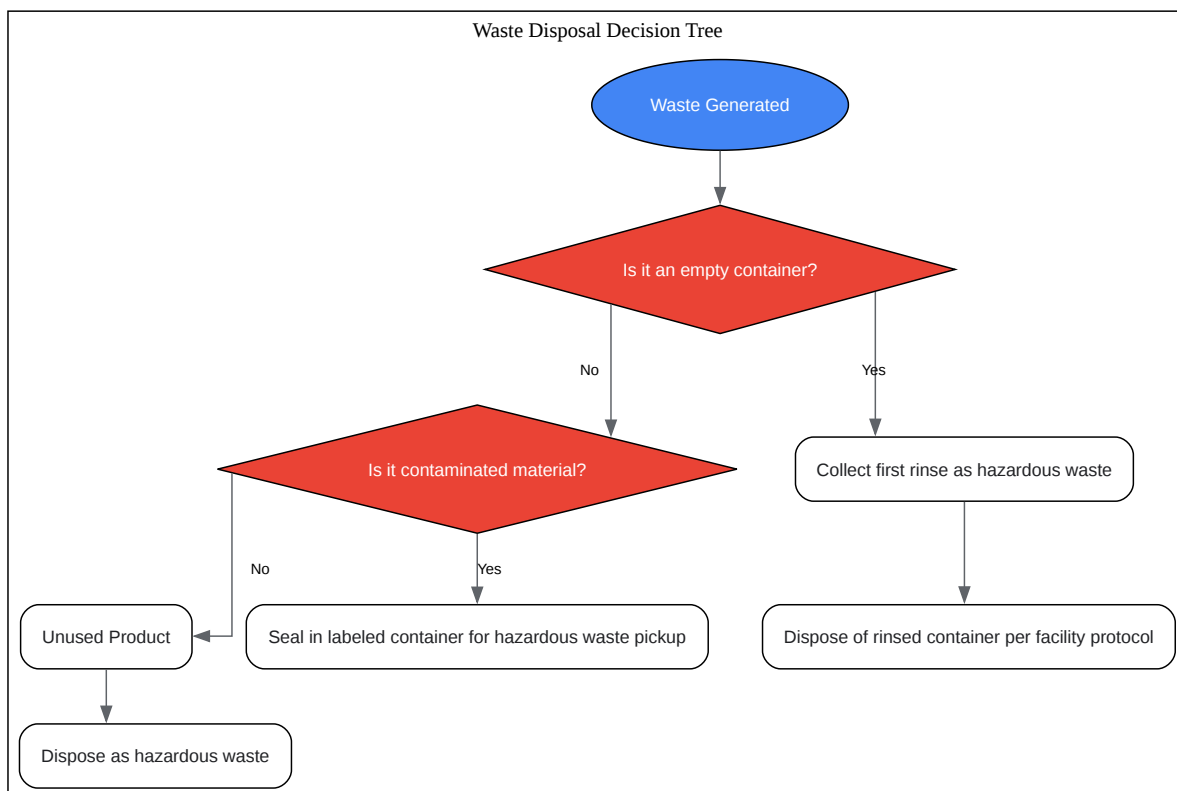 Waste Disposal Decision Tree
Waste Generated
Is it an empty container?
No
Yes
Is it contaminated material?
Collect first rinse as hazardous waste
No
Yes
Unused Product
Seal in labeled container for hazardous waste pickup
Dispose of rinsed container per facility protocol
Dispose as hazardous waste